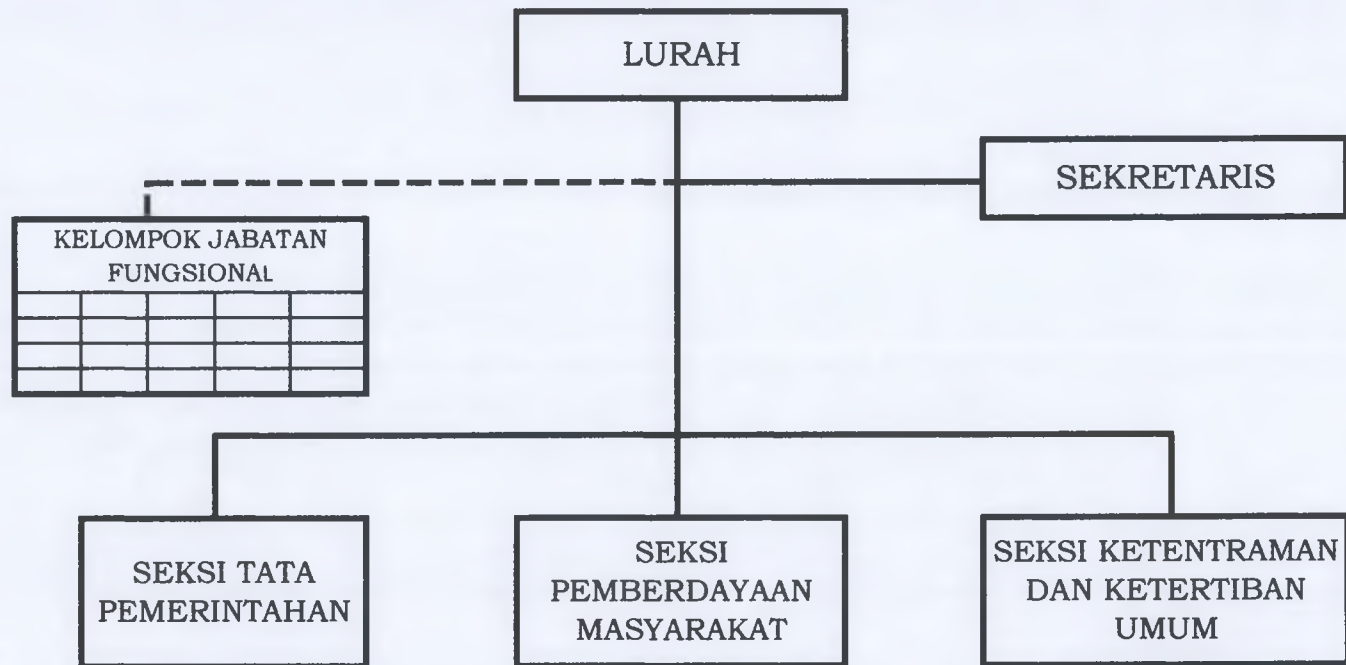 LURAH
SEKRETARIS
KELOMPOK JABATAN
FUNGSIONAL
SEKSI TATA
PEMERINTAHAN
SEKSI
PEMBERDAYAAN
MASYARAKAT
SEKSI KETENTRAMAN
DAN KETERTIBAN
UMUM